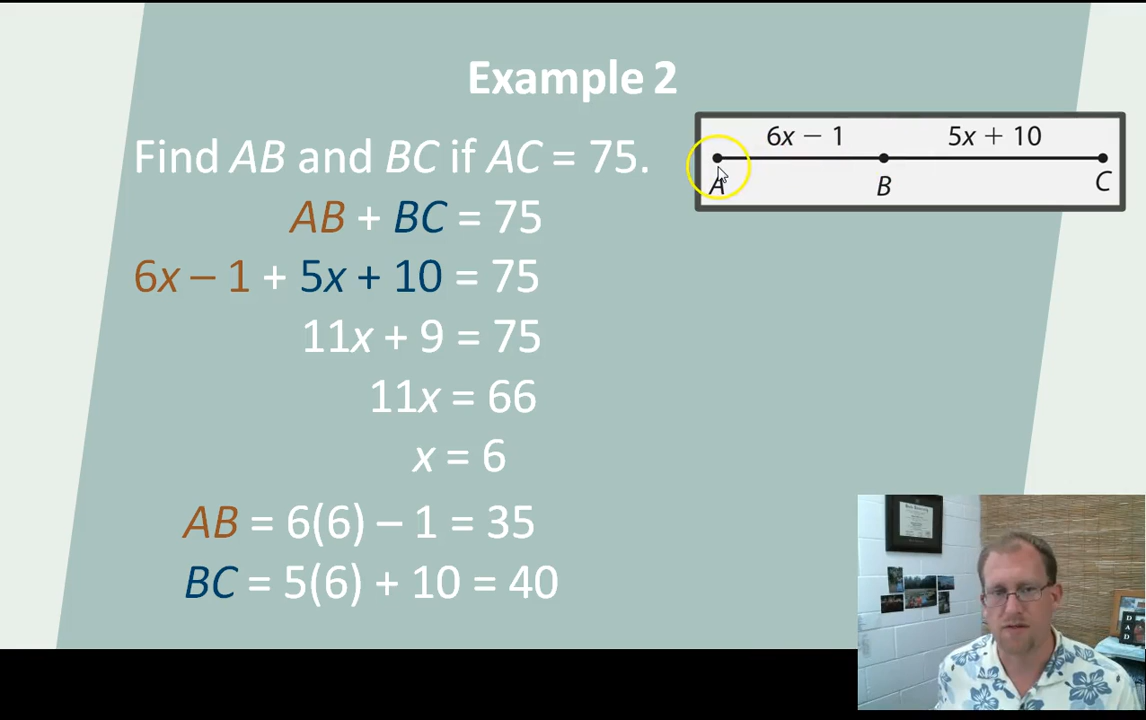 Example 2
Find AB and BC if AC = 75.
6x − 1 5x + 10
A B C
AB + BC = 75
6x – 1 + 5x + 10 = 75
11x + 9 = 75
11x = 66
x = 6
AB = 6(6) – 1 = 35
BC = 5(6) + 10 = 40
DAD